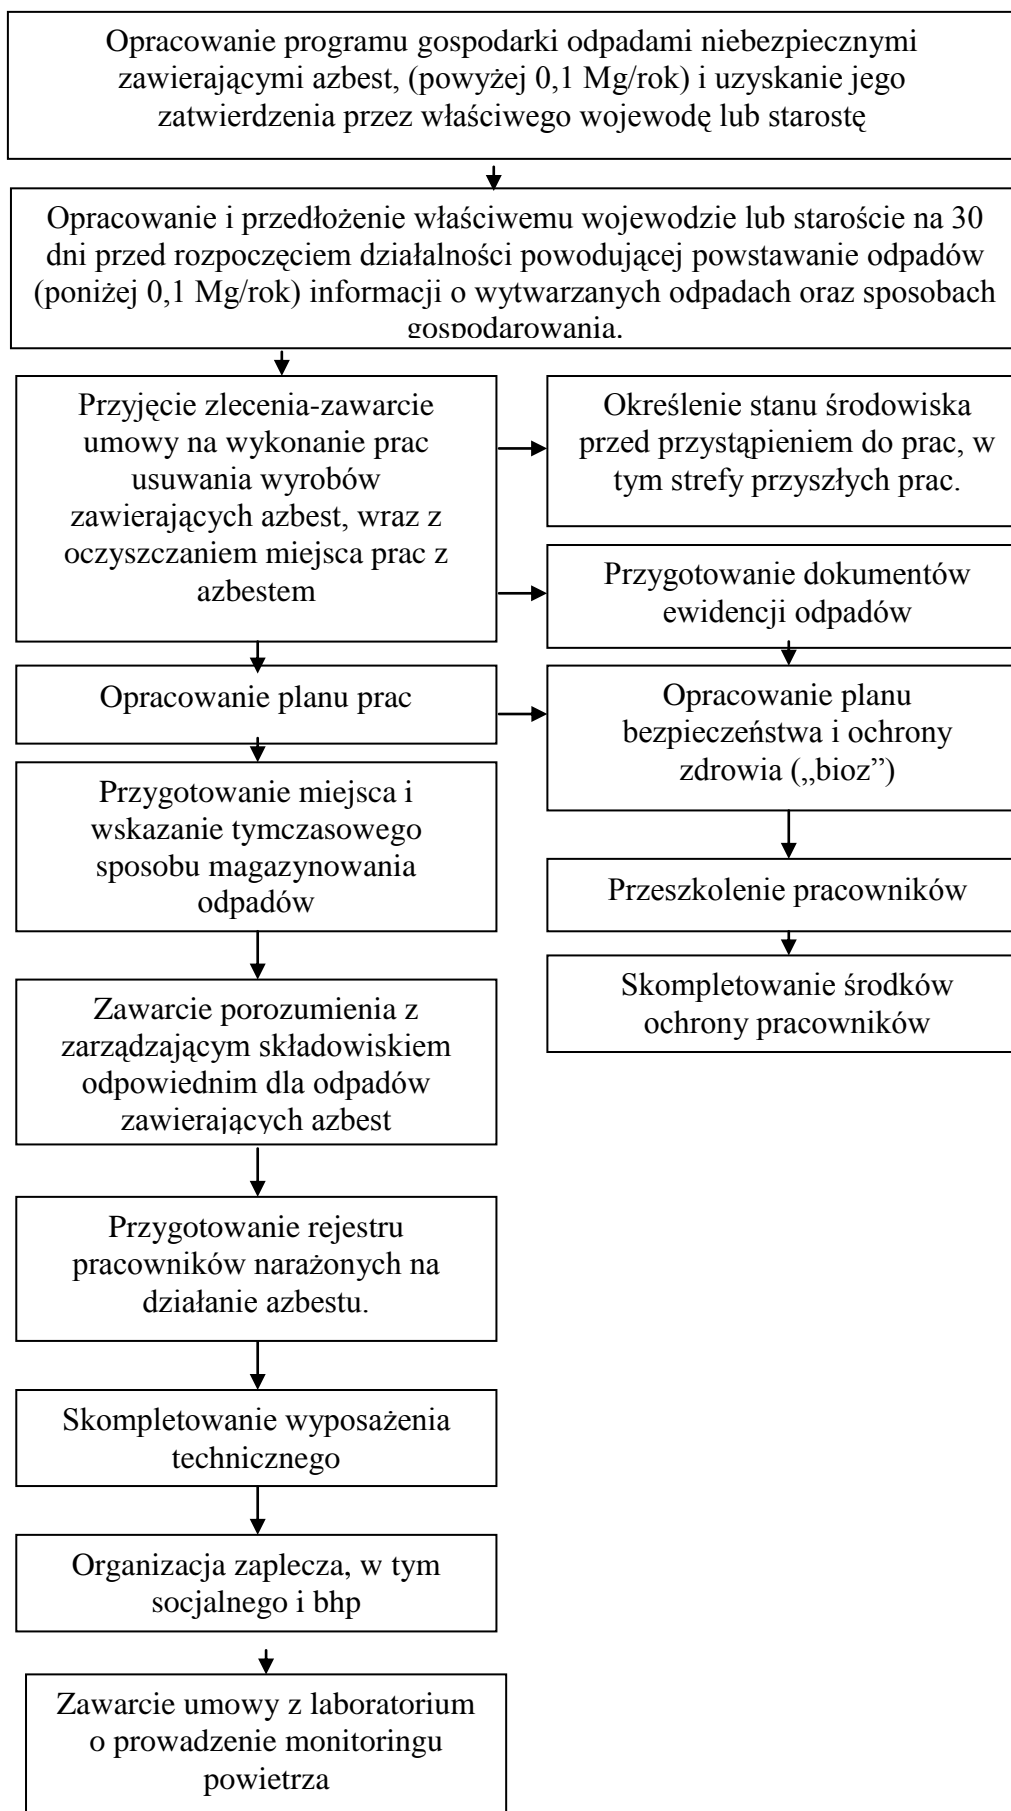 Opracowanie programu gospodarki odpadami niebezpiecznymi
zawierającymi azbest, (powyżej 0,1 Mg/rok) i uzyskanie jego
zatwierdzenia przez właściwego wojewodę lub starostę
Opracowanie i przedłożenie właściwemu wojewodzie lub staroście na 30
dni przed rozpoczęciem działalności powodującej powstawanie odpadów
(poniżej 0,1 Mg/rok) informacji o wytwarzanych odpadach oraz sposobach
gospodarowania.
Przyjęcie zlecenia-zawarcie
umowy na wykonanie prac
usuwania wyrobów
zawierających azbest, wraz z
oczyszczaniem miejsca prac z
azbestem
Określenie stanu środowiska
przed przystąpieniem do prac, w
tym strefy przyszłych prac.
Przygotowanie dokumentów
ewidencji odpadów
Opracowanie planu prac
Opracowanie planu
bezpieczeństwa i ochrony
zdrowia („bioz”)
Przygotowanie miejsca i
wskazanie tymczasowego
sposobu magazynowania
odpadów
Przeszkolenie pracowników
Skompletowanie środków
ochrony pracowników
Zawarcie porozumienia z
zarządzającym składowiskiem
odpowiednim dla odpadów
zawierających azbest
Przygotowanie rejestru
pracowników narażonych na
działanie azbestu.
Skompletowanie wyposażenia
technicznego
Organizacja zaplecza, w tym
socjalnego i bhp
Zawarcie umowy z laboratorium
o prowadzenie monitoringu
powietrza